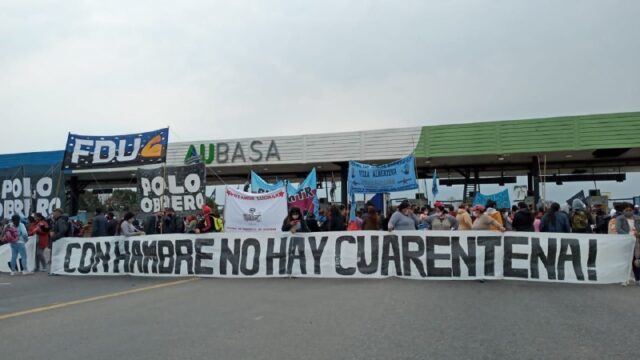 AUBASA
FDU
POLO
OBRERO
POLO
OBRERO
VILLA ALBERTINA
CON HAMBRE NO HAY CUARENTENA!